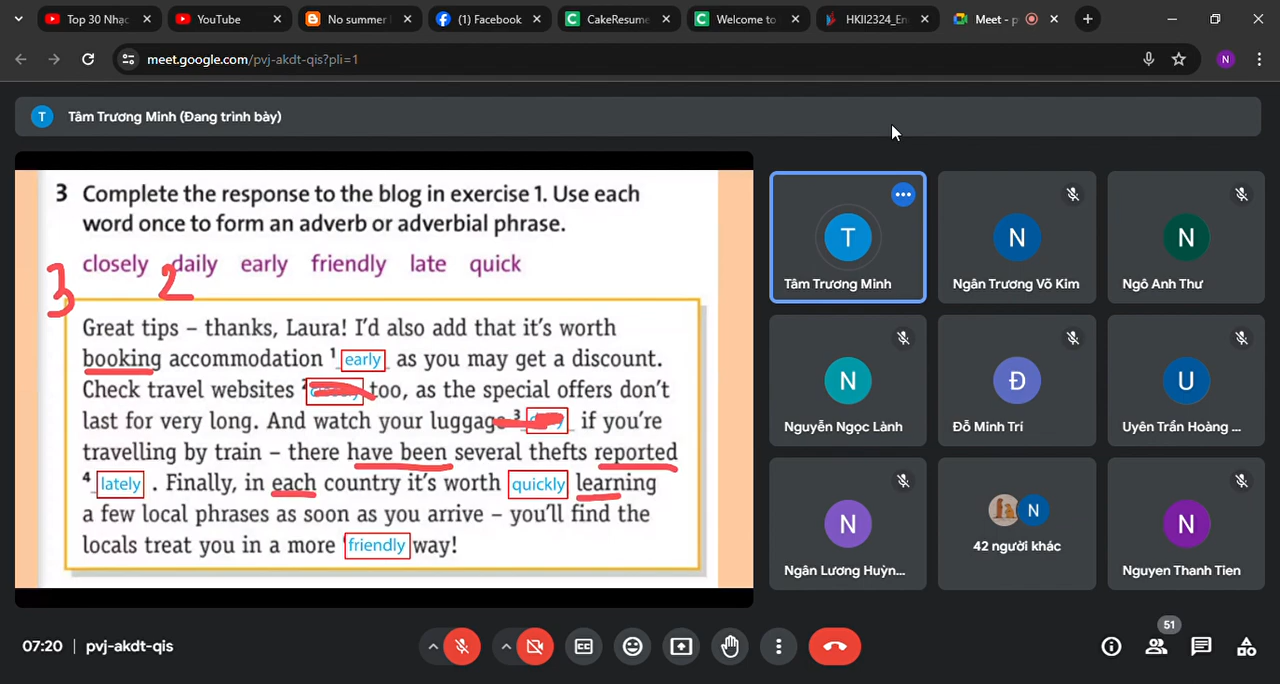 Top 30 Nhạc
YouTube
No summer
(1) Facebook
CakeResume
Welcome to
HKII2324_En
Meet - p
meet.google.com/pvj-akdt-qis?pli=1
N
T Tâm Trương Minh (Đang trình bày)
3 Complete the response to the blog in exercise 1. Use each
word once to form an adverb or adverbial phrase.
closely daily early friendly late quick
3 2
Great tips – thanks, Laura! I'd also add that it's worth
booking accommodation 1 early as you may get a discount.
Check travel websites 2 too, as the special offers don't
last for very long. And watch your luggage 3 if you're
travelling by train – there have been several thefts reported
4 lately . Finally, in each country it's worth quickly learning
a few local phrases as soon as you arrive – you'll find the
locals treat you in a more friendly way!
T
Tâm Trương Minh
N
Ngân Trương Võ Kim
N
Ngô Anh Thư
N
Nguyễn Ngọc Lành
Đ
Đỗ Minh Trí
U
Uyên Trần Hoàng ...
N
Ngân Lương Huỳn...
N
42 người khác
N
Nguyen Thanh Tien
07:20 | pvj-akdt-qis
CC
51